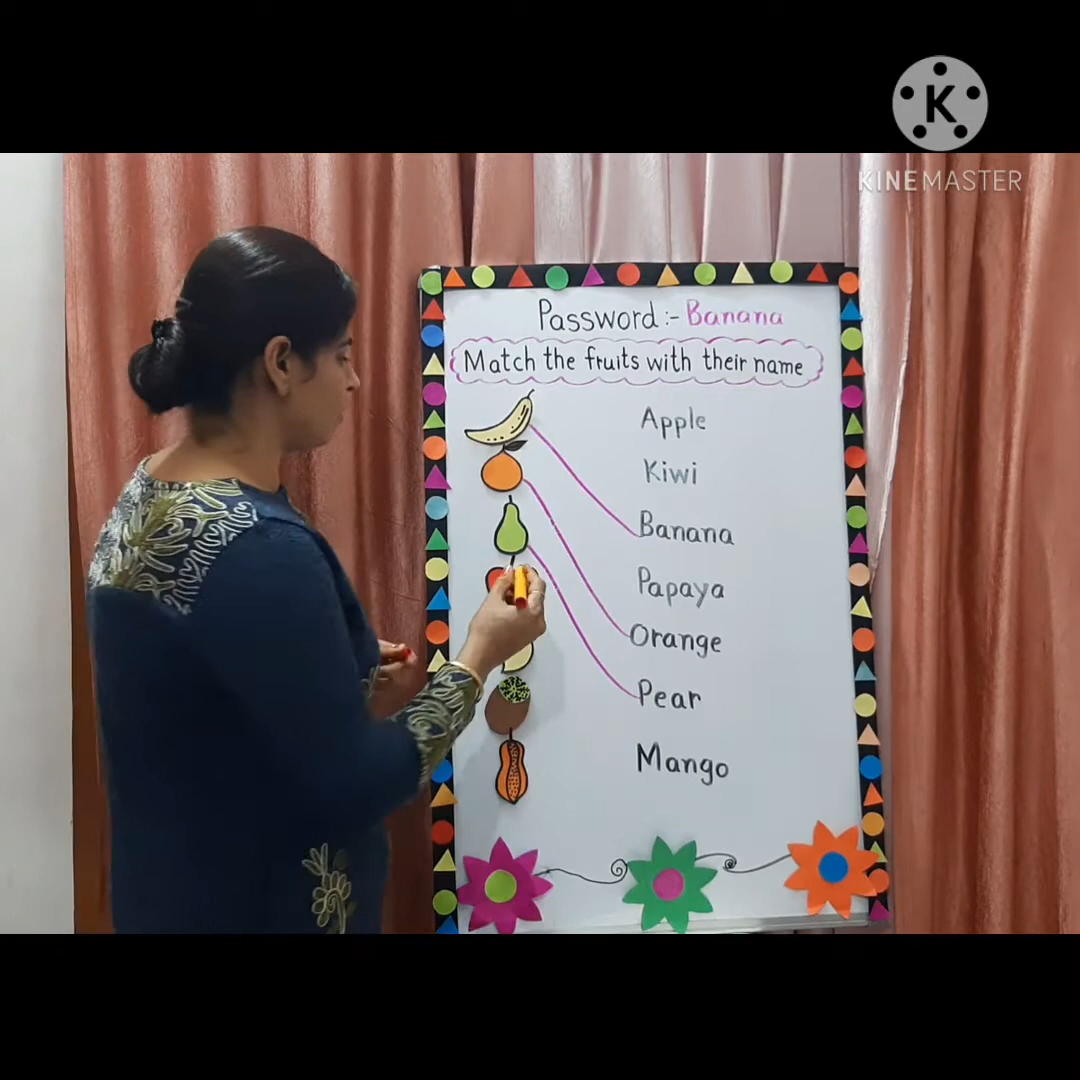 K
KINEMASTER
Password :- Banana
Match the fruits with their name
Apple
Kiwi
Banana
Papaya
Orange
Pear
Mango